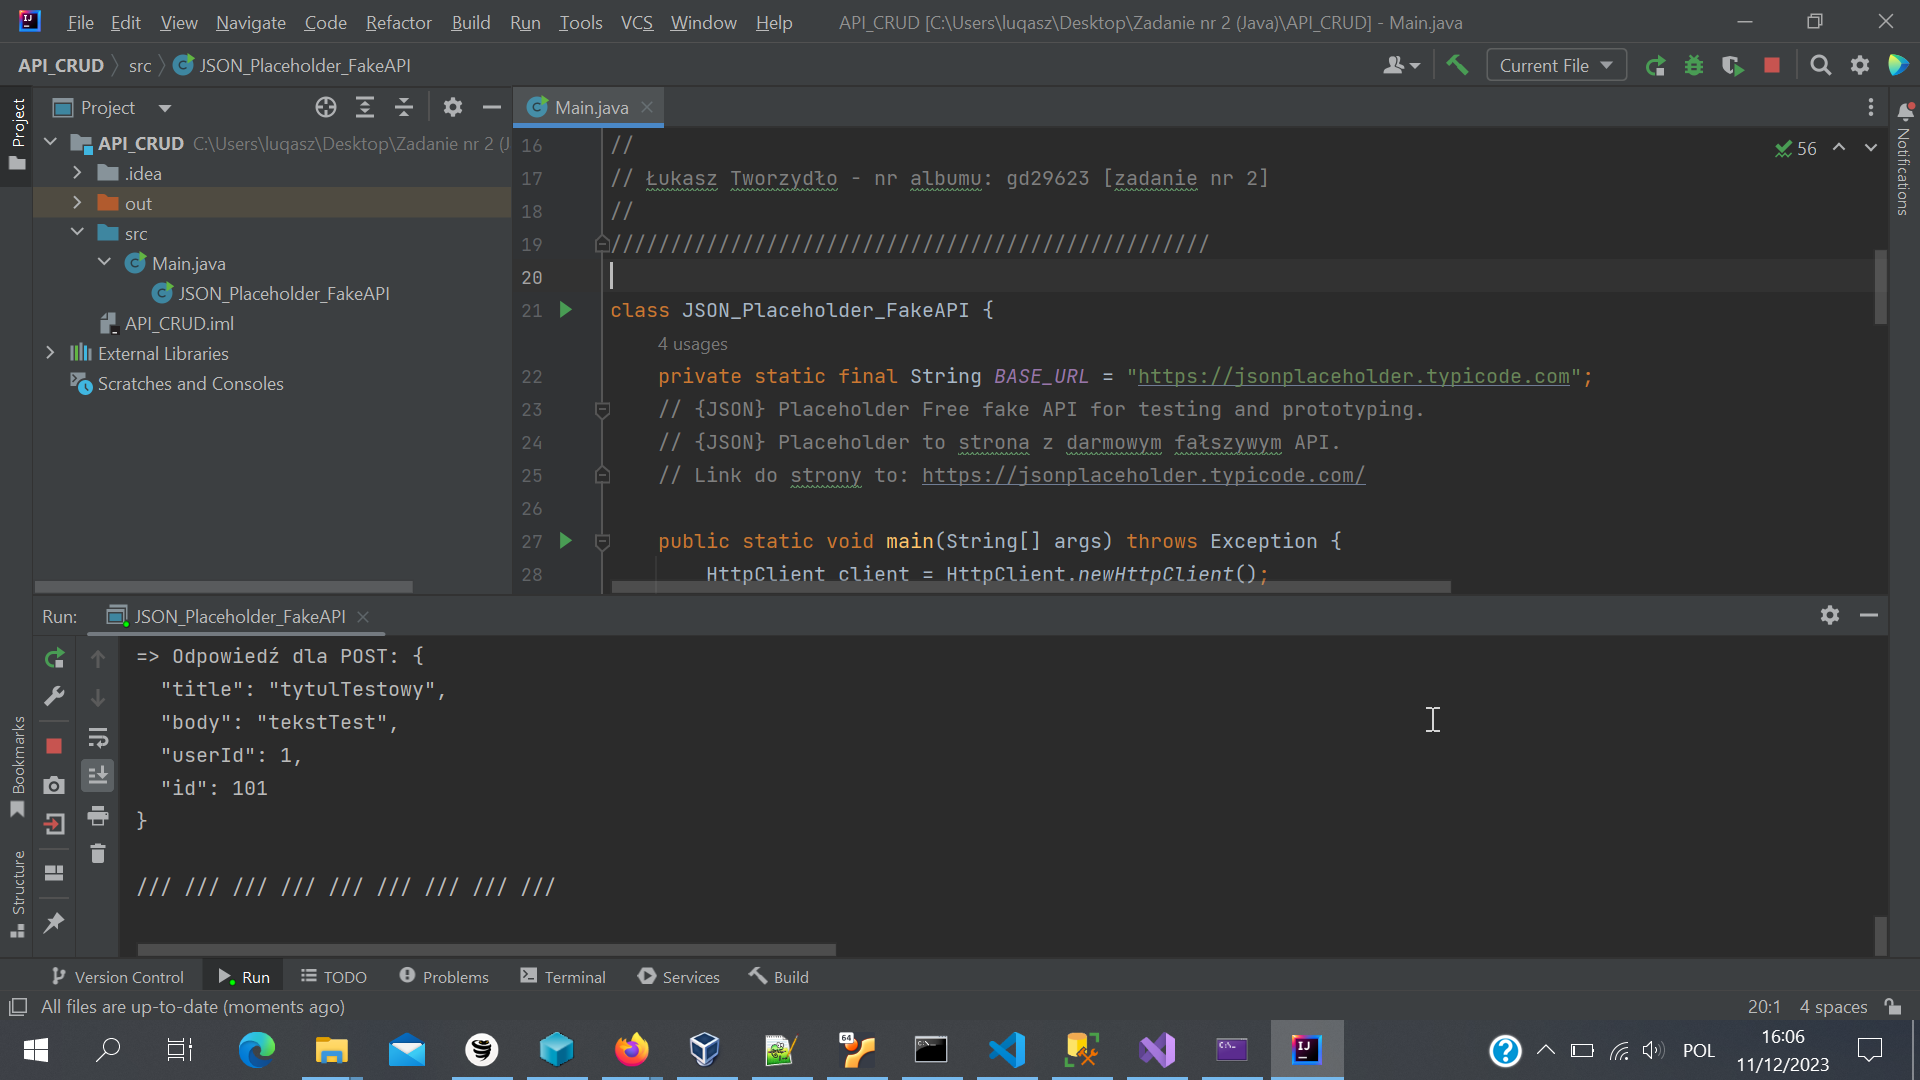 File Edit View Navigate Code Refactor Build Run Tools VCS Window Help API_CRUD [C:\Users\luqasz\Desktop\Zadanie nr 2 (Java)\API_CRUD] - Main.java
API_CRUD src JSON_Placeholder_FakeAPI
Current File
Project
Project
Main.java
API_CRUD C:\Users\luqasz\Desktop\Zadanie nr 2 (J
.idea
out
src
Main.java
JSON_Placeholder_FakeAPI
API_CRUD.iml
External Libraries
Scratches and Consoles
56
Notifications
16 //
17 // Łukasz Tworzydło - nr albumu: gd29623 [zadanie nr 2]
18 //
19 //////////////////////////////////////////////////
20
21 class JSON_Placeholder_FakeAPI {
4 usages
22 private static final String BASE_URL = "https://jsonplaceholder.typicode.com";
23 // {JSON} Placeholder Free fake API for testing and prototyping.
24 // {JSON} Placeholder to strona z darmowym fałszywym API.
25 // Link do strony to: https://jsonplaceholder.typicode.com/
26
27 public static void main(String[] args) throws Exception {
28 HttpClient client = HttpClient.newHttpClient();
Run: JSON_Placeholder_FakeAPI
=> Odpowiedź dla POST: {
"title": "tytulTestowy",
"body": "tekstTest",
"userId": 1,
"id": 101
}
/// /// /// /// /// /// /// /// ///
Bookmarks
Structure
Version Control Run TODO Problems Terminal Services Build
All files are up-to-date (moments ago) 20:1 4 spaces
64
POL
16:06
11/12/2023